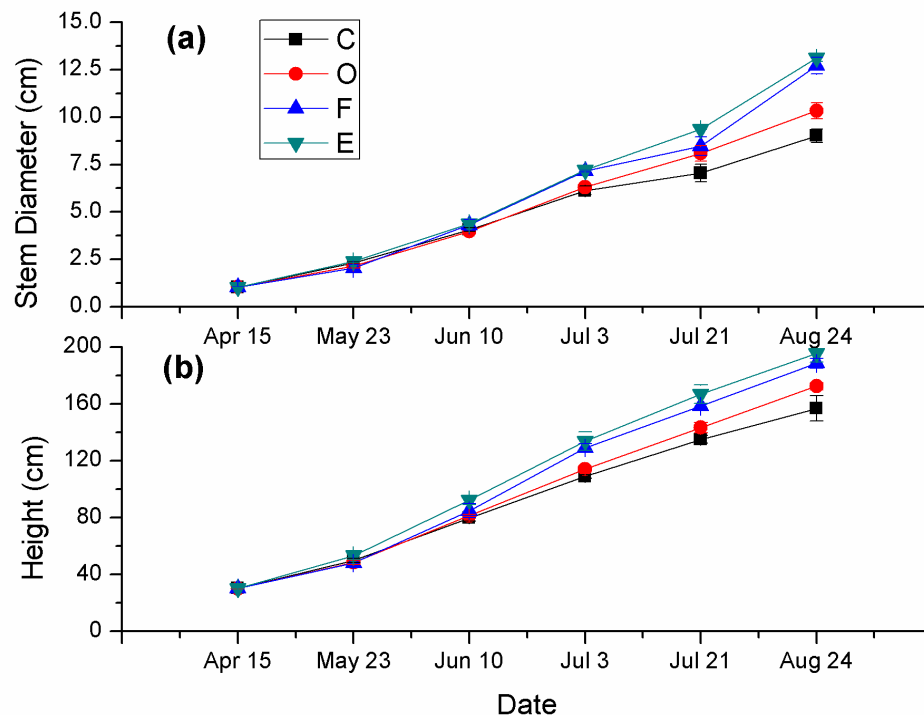 (a)
C
O
F
E
Stem Diameter (cm)
15.0
12.5
10.0
7.5
5.0
2.5
0.0
Apr 15 May 23 Jun 10 Jul 3 Jul 21 Aug 24
(b)
Height (cm)
200
160
120
80
40
0
Apr 15 May 23 Jun 10 Jul 3 Jul 21 Aug 24
Date